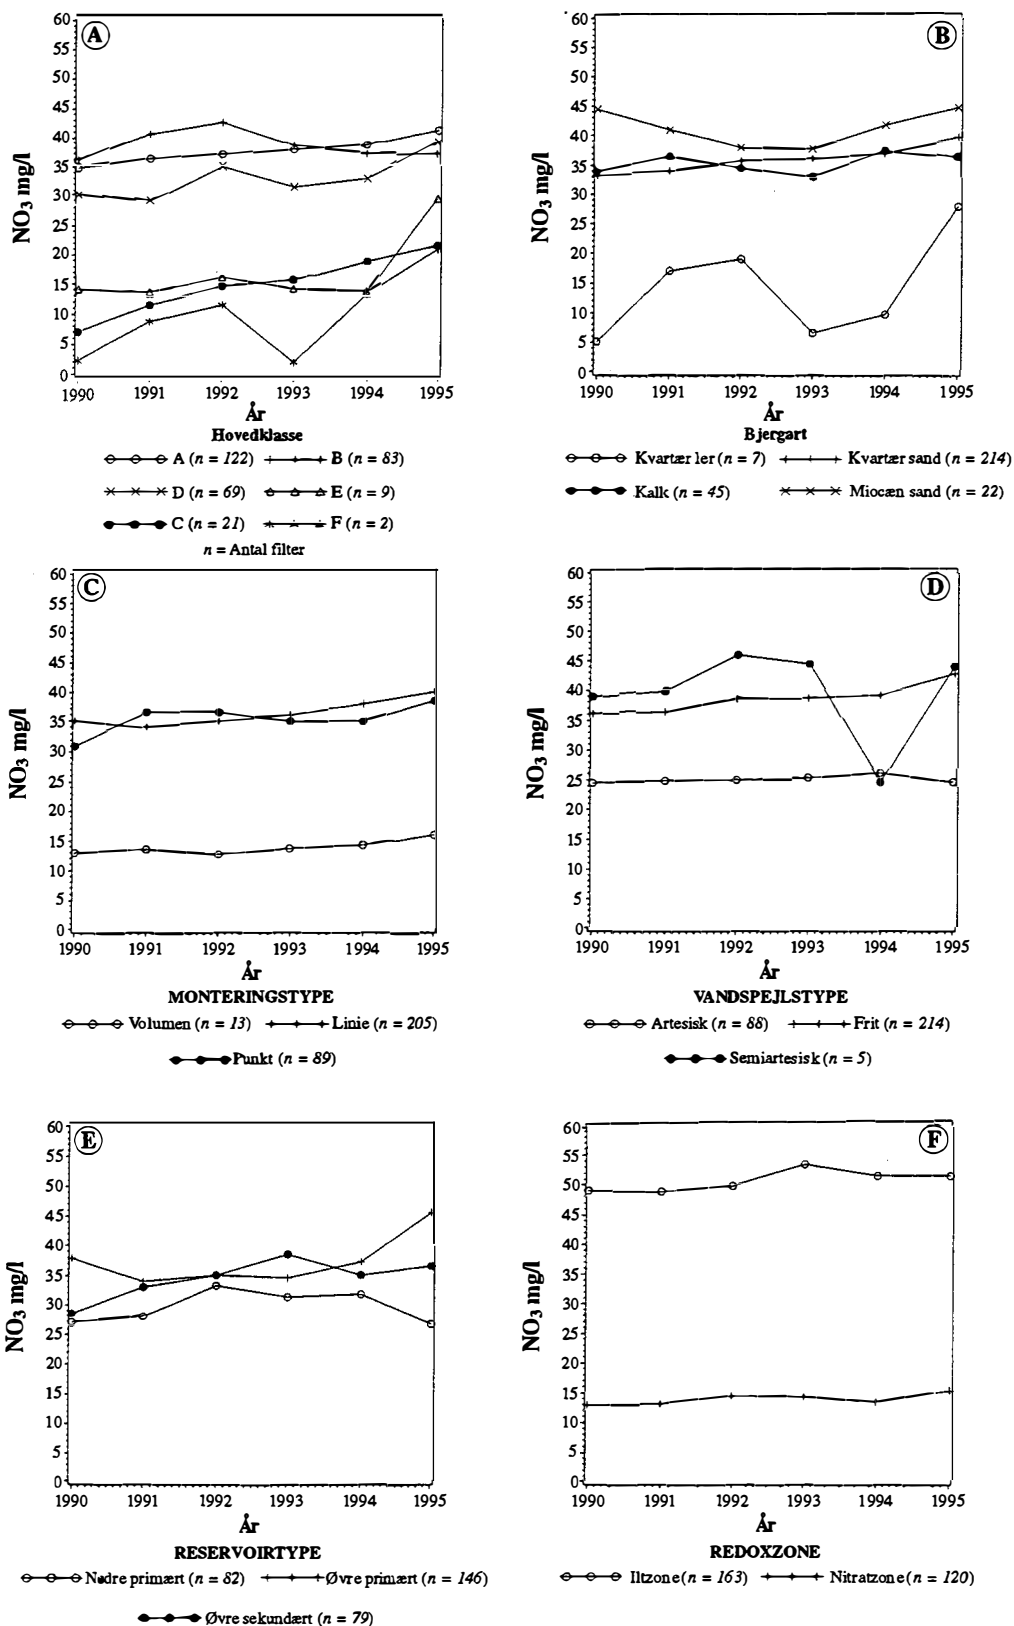 A
NO3 mg/l
60
55
50
45
40
35
30
25
20
15
10
5
0
1990 1991 1992 1993 1994 1995
År
Hovedklasse
A (n = 122) B (n = 83)
D (n = 69) E (n = 9)
C (n = 21) F (n = 2)
n = Antal filter
B
NO3 mg/l
60
55
50
45
40
35
30
25
20
15
10
5
0
1990 1991 1992 1993 1994 1995
År
Bjergart
Kvartær ler (n = 7) Kvartær sand (n = 214)
Kalk (n = 45) Miocæn sand (n = 22)
C
NO3 mg/l
60
55
50
45
40
35
30
25
20
15
10
5
0
1990 1991 1992 1993 1994 1995
År
MONTERINGSTYPE
Volumen (n = 13) Linie (n = 205)
Punkt (n = 89)
D
NO3 mg/l
60
55
50
45
40
35
30
25
20
15
10
5
0
1990 1991 1992 1993 1994 1995
År
VANDSPEJLSTYPE
Artesisk (n = 88) Frit (n = 214)
Semiartesisk (n = 5)
E
NO3 mg/l
60
55
50
45
40
35
30
25
20
15
10
5
0
1990 1991 1992 1993 1994 1995
År
RESERVOIRTYPE
Nedre primært (n = 82) Øvre primært (n = 146)
Øvre sekundært (n = 79)
F
NO3 mg/l
60
55
50
45
40
35
30
25
20
15
10
5
0
1990 1991 1992 1993 1994 1995
År
REDOXZONE
Iltzone (n = 163) Nitratzone (n = 120)